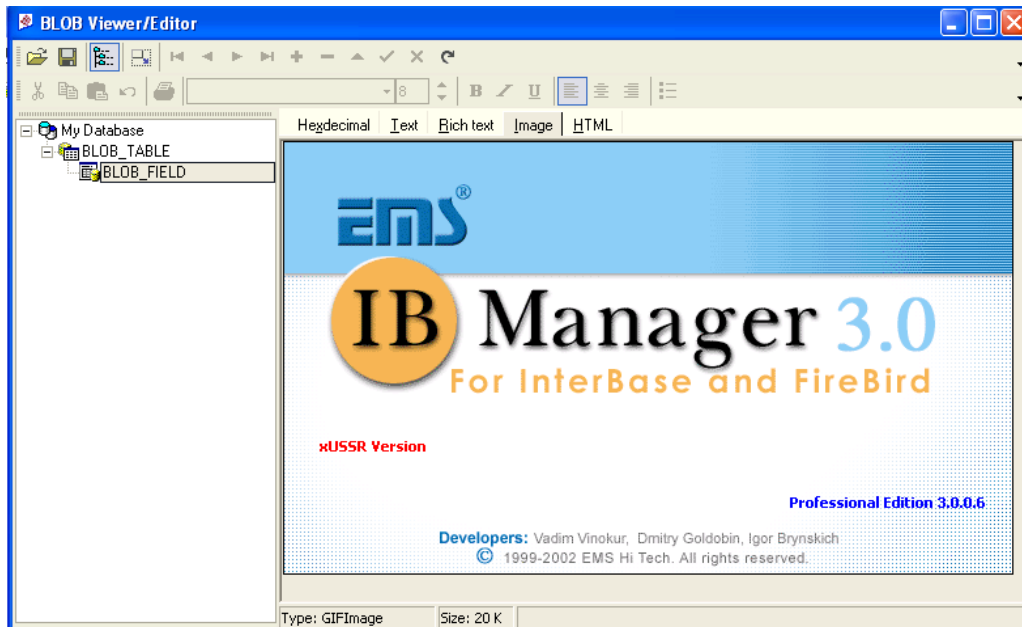 BLOB Viewer/Editor
8
B I U
My Database
BLOB_TABLE
BLOB_FIELD
Hexdecimal Text Rich text Image HTML
EMS®
IB Manager 3.0
For InterBase and FireBird
xUSSR Version
Professional Edition 3.0.0.6
Developers: Vadim Vinokur, Dmitry Goldobin, Igor Brynskich
© 1999-2002 EMS Hi Tech. All rights reserved.
Type: GIFImage Size: 20 K